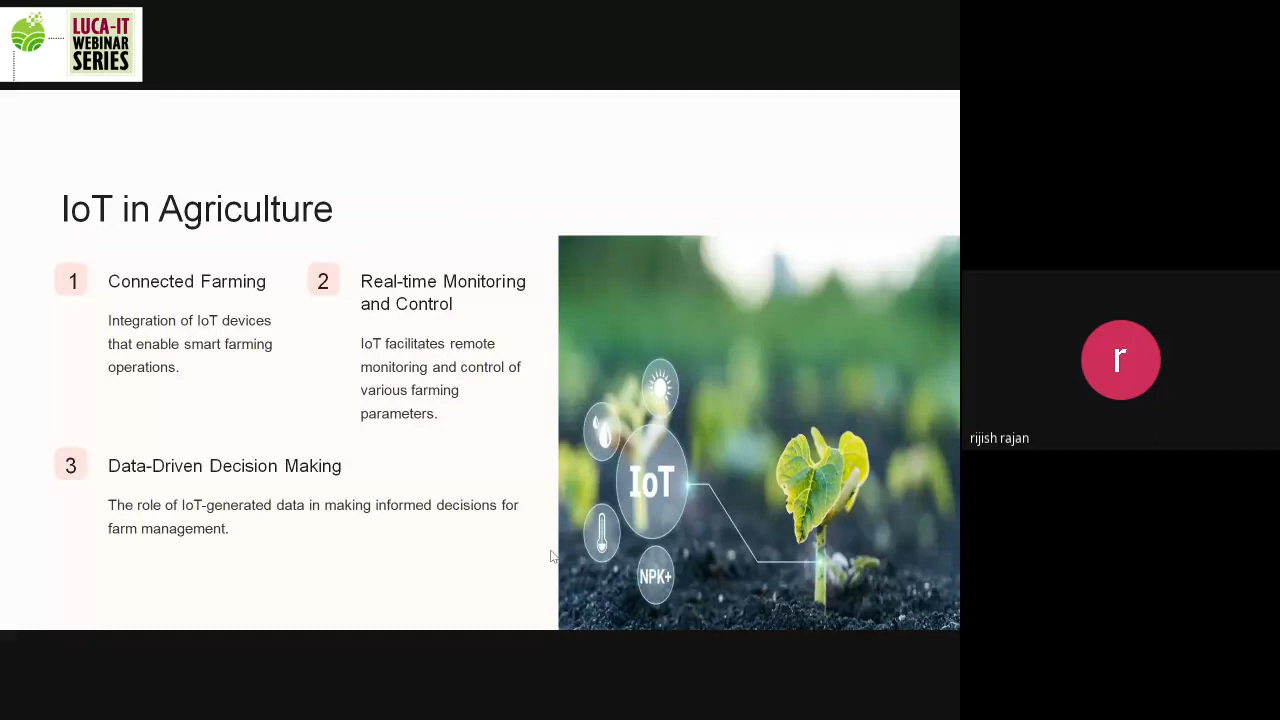 LUCA-IT
WEBINAR
SERIES
IoT in Agriculture
1
Connected Farming
Integration of IoT devices
that enable smart farming
operations.
2
Real-time Monitoring
and Control
IoT facilitates remote
monitoring and control of
various farming
parameters.
3
Data-Driven Decision Making
The role of IoT-generated data in making informed decisions for
farm management.
IoT
NPK+
r
rijish rajan